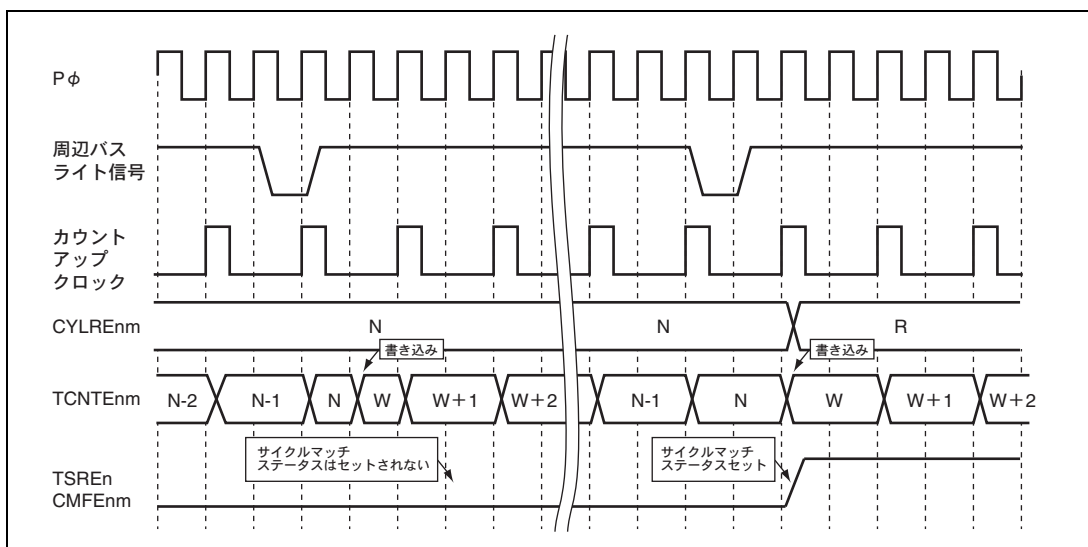 Pφ
周辺バス
ライト信号
カウント
アップ
クロック
CYLREnm
N
N
R
書き込み
書き込み
TCNTEnm
N-2
N-1
N
W
W+1
W+2
N-1
N
W
W+1
W+2
サイクルマッチ
ステータスはセットされない
サイクルマッチ
ステータスセット
TSREn
CMFEnm